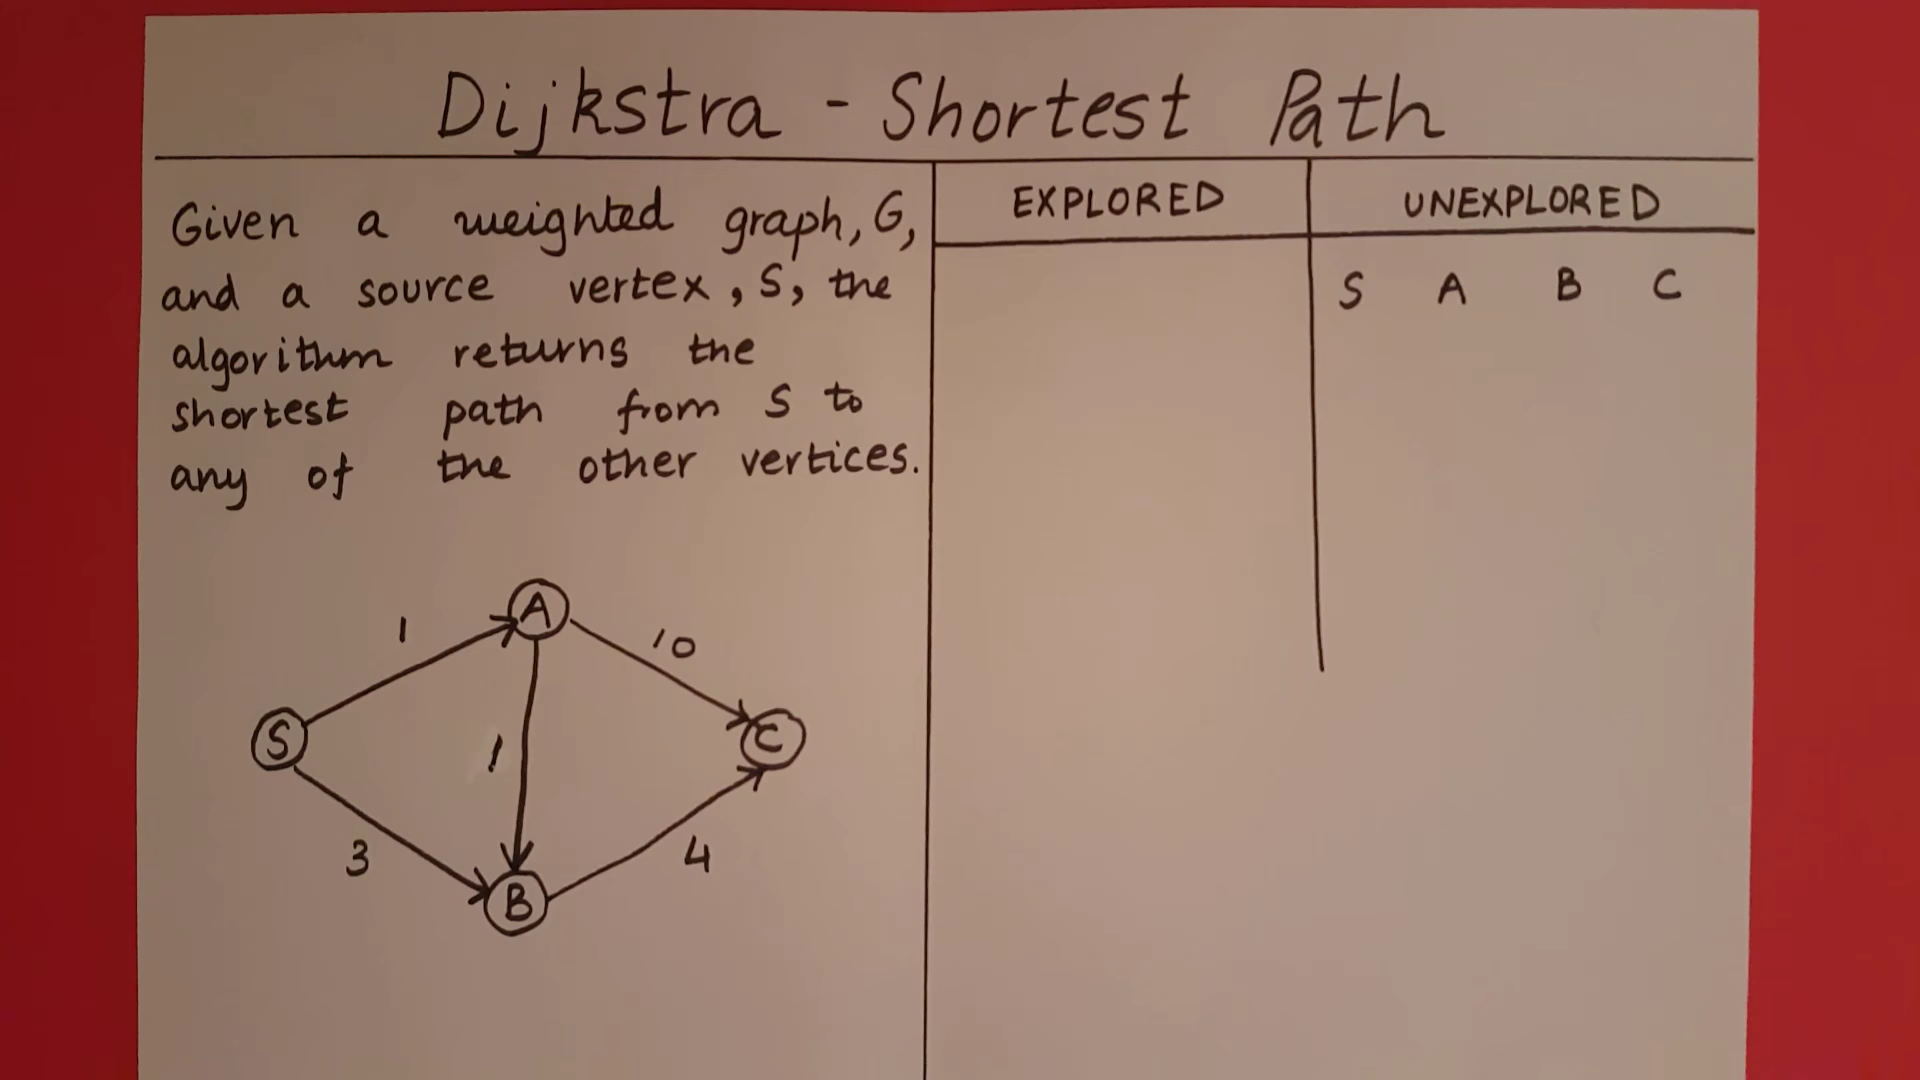 Dijkstra - Shortest Path
Given a weighted graph, G,
and a source vertex, S, the
algorithm returns the
shortest path from S to
any of the other vertices.
EXPLORED
UNEXPLORED
S A B C
A
1
10
S
C
1
3
4
B